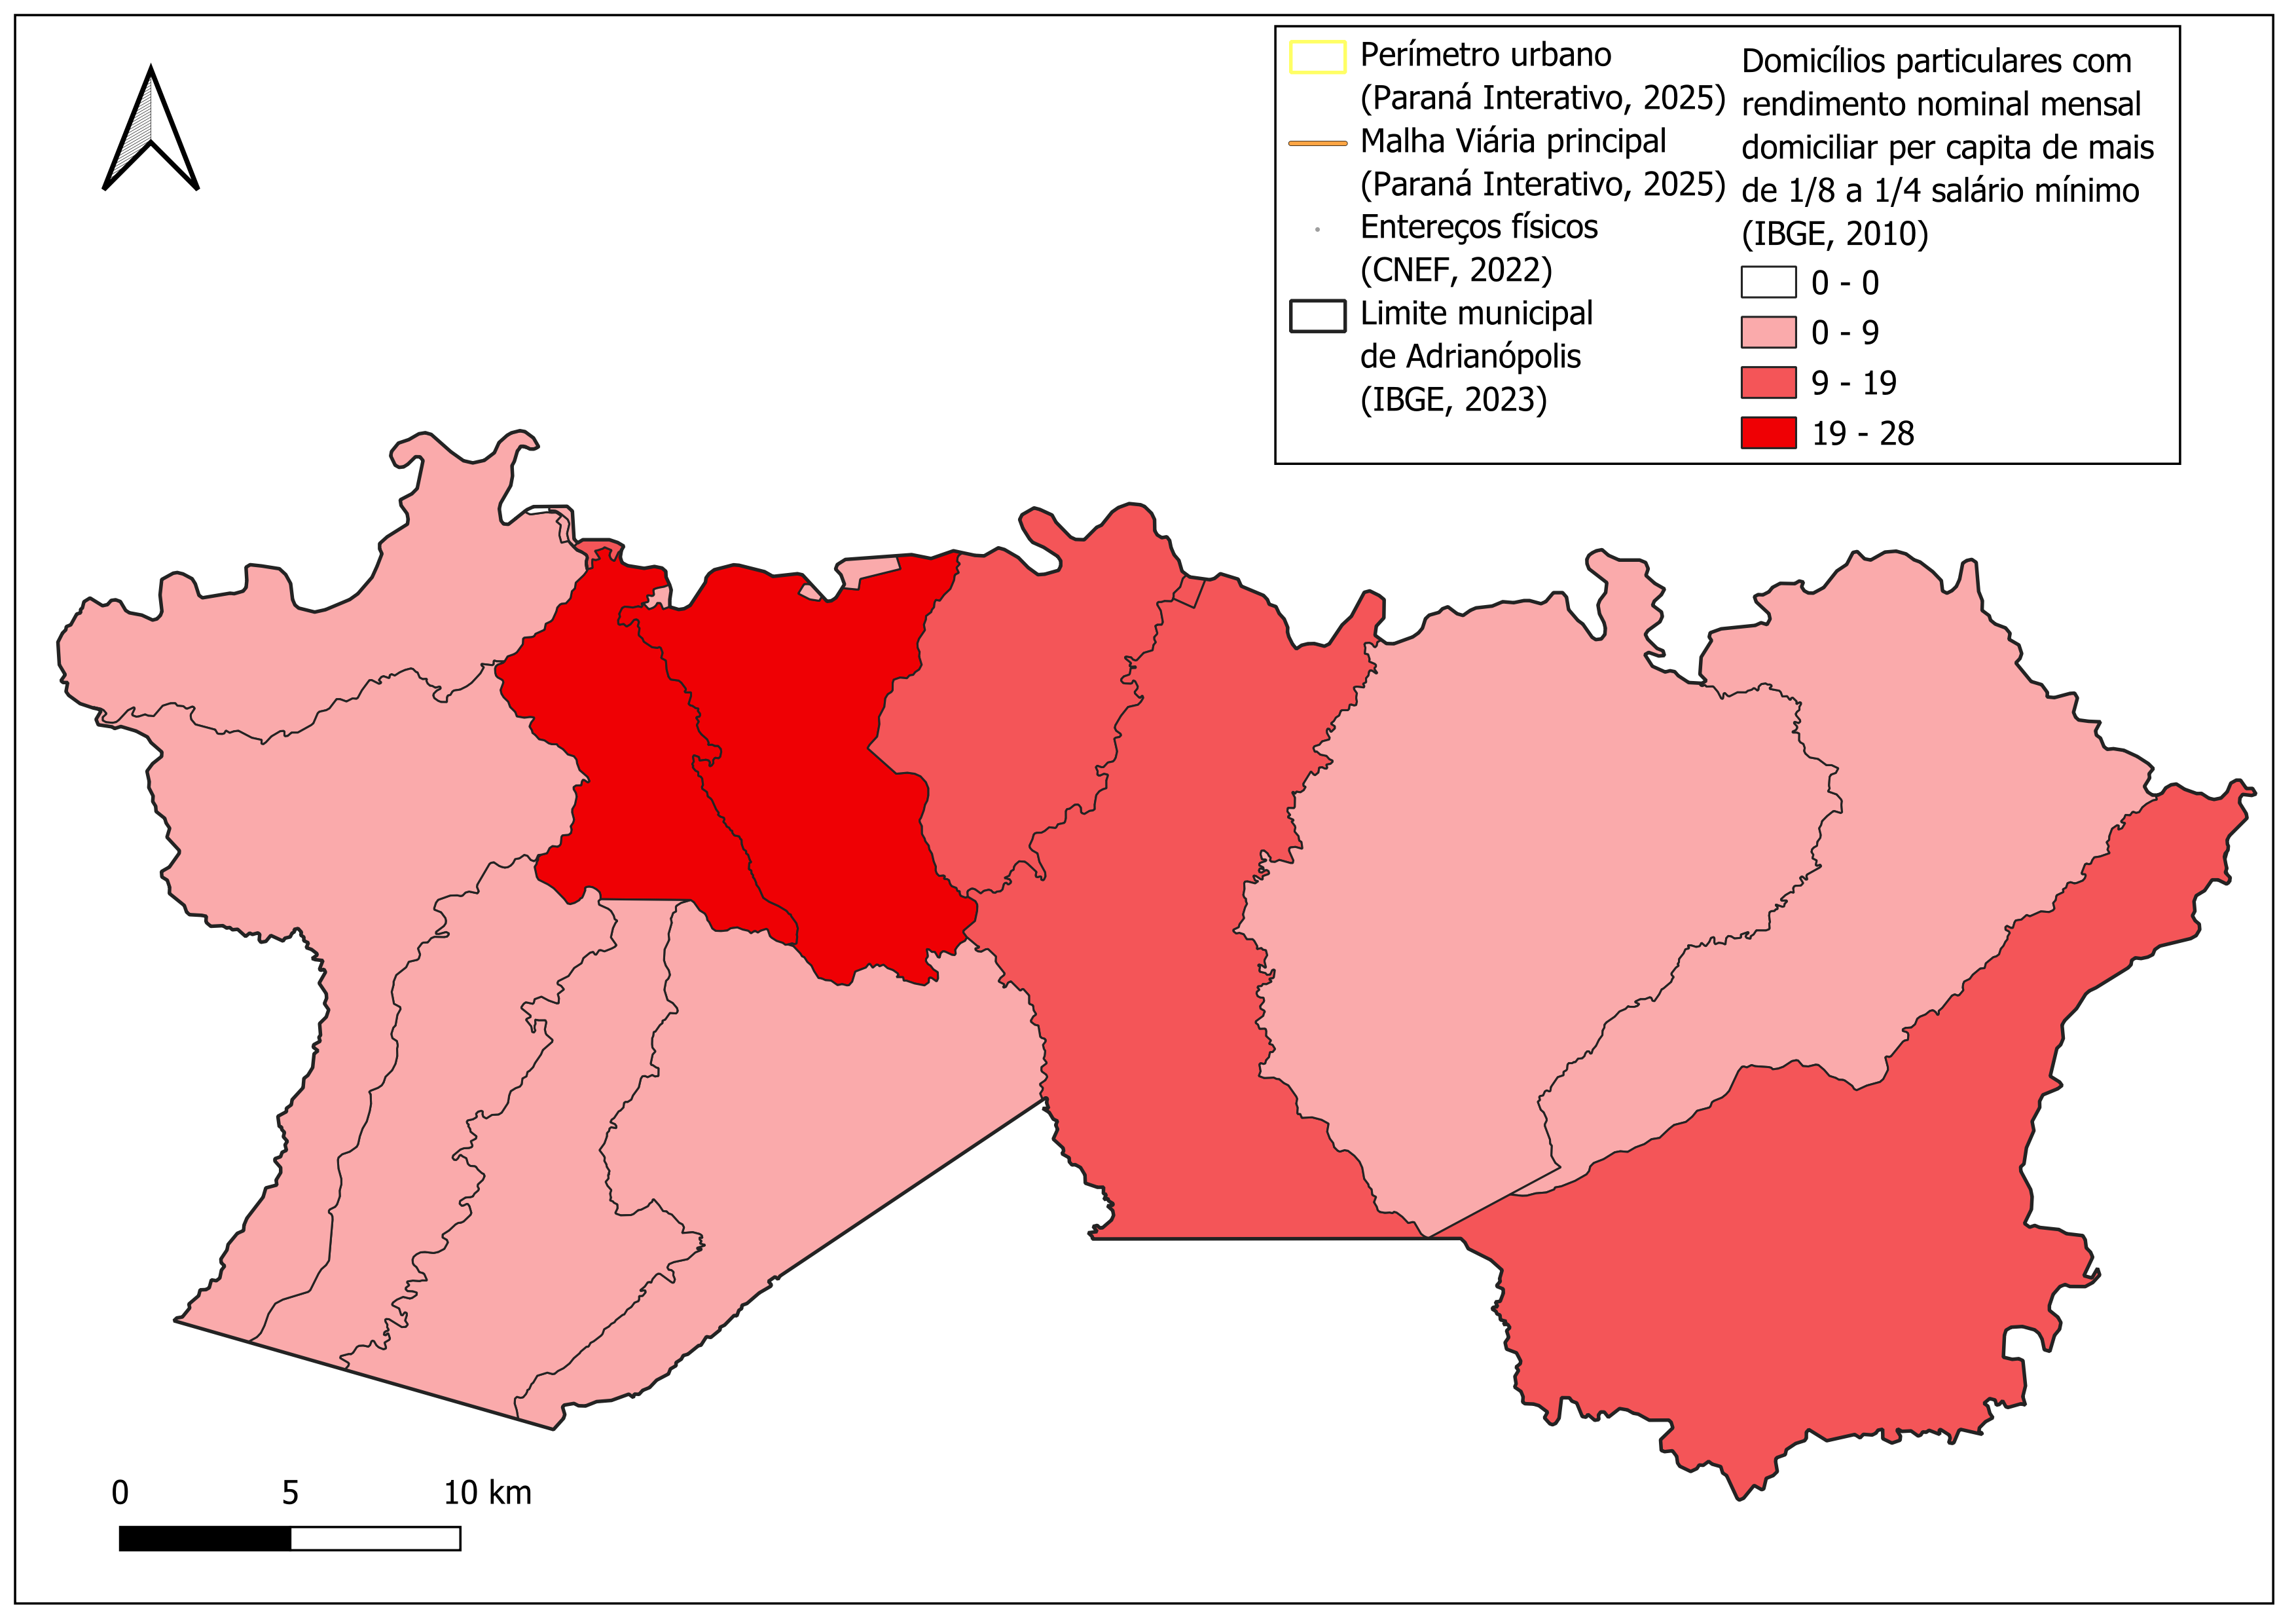 Perímetro urbano
(Paraná Interativo, 2025)
Malha Viária principal
(Paraná Interativo, 2025)
Entereços físicos
(CNEF, 2022)
Limite municipal
de Adrianópolis
(IBGE, 2023)
Domicílios particulares com
rendimento nominal mensal
domiciliar per capita de mais
de 1/8 a 1/4 salário mínimo
(IBGE, 2010)
0 - 0
0 - 9
9 - 19
19 - 28
0 5 10 km